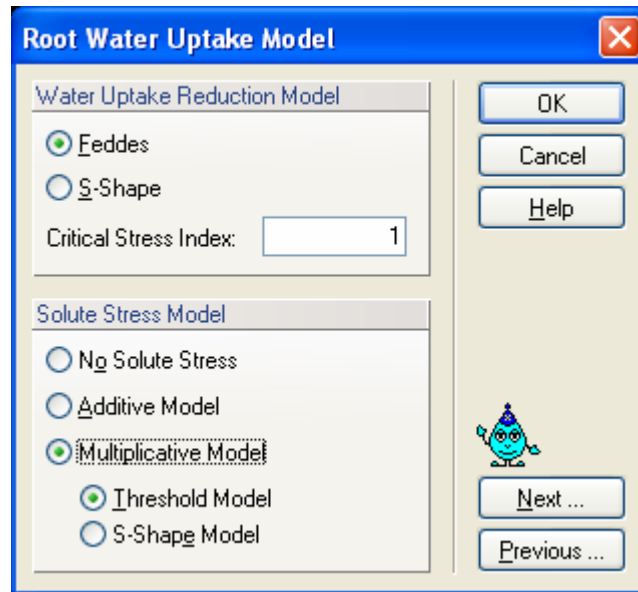 Root Water Uptake Model
Water Uptake Reduction Model
Feddes
S-Shape
Critical Stress Index: 1
Solute Stress Model
No Solute Stress
Additive Model
Multiplicative Model
Threshold Model
S-Shape Model
OK
Cancel
Help
Next ...
Previous ...